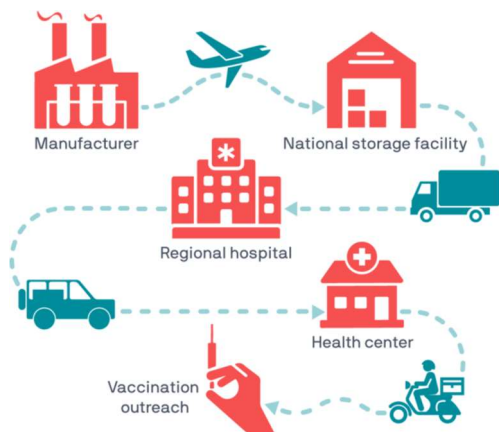 Manufacturer
National storage facility
Regional hospital
Health center
Vaccination
outreach